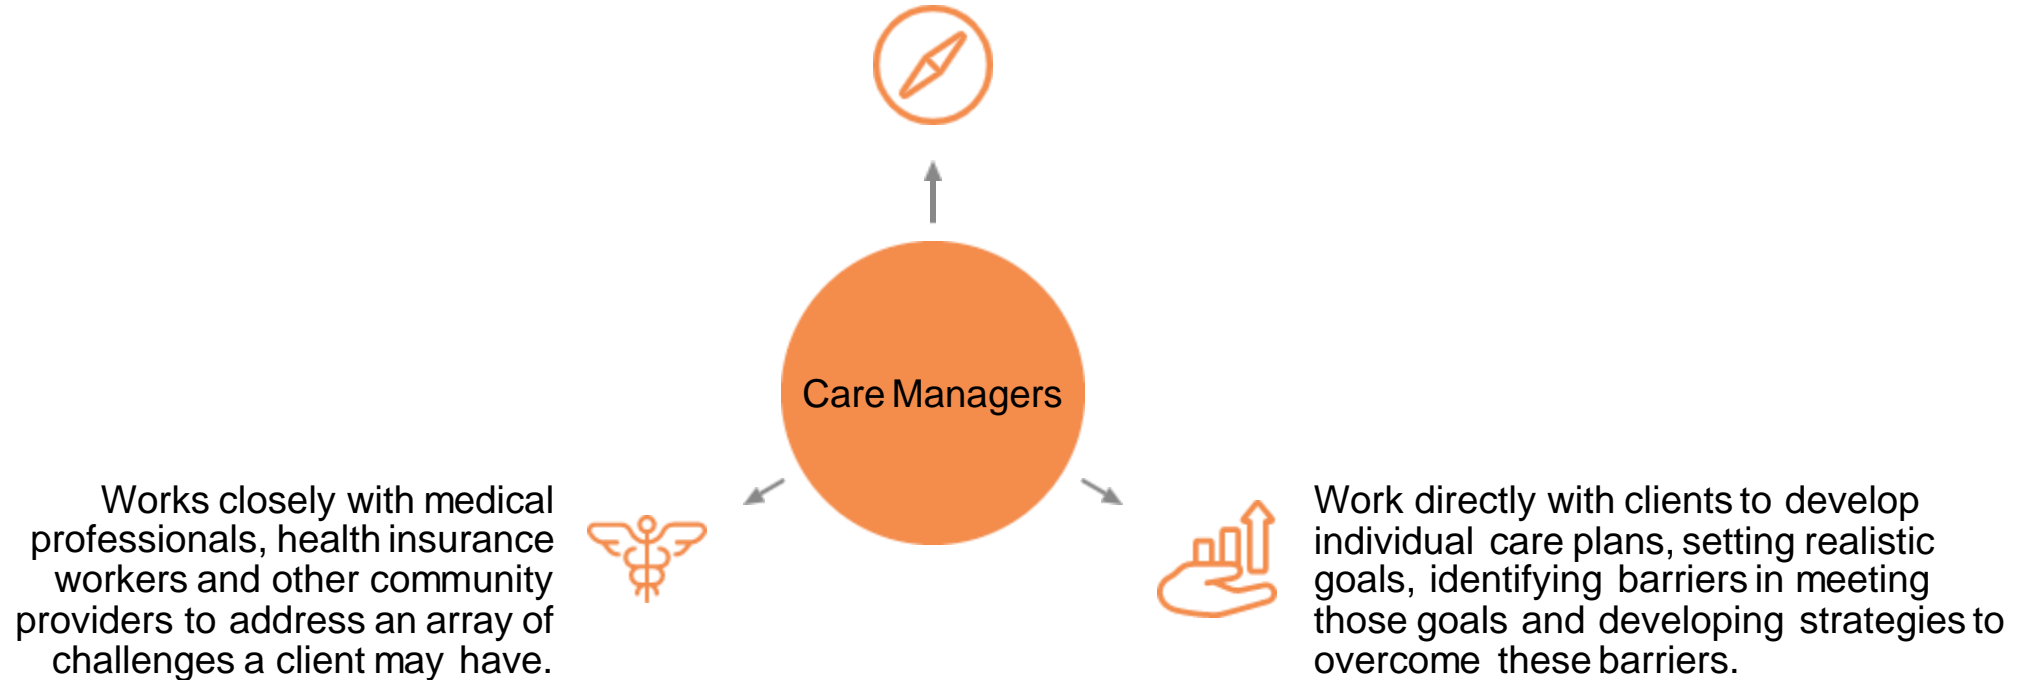 Care Managers
Works closely with medical
professionals, health insurance
workers and other community
providers to address an array of
challenges a client may have.
Work directly with clients to develop
individual care plans, setting realistic
goals, identifying barriers in meeting
those goals and developing strategies to
overcome these barriers.